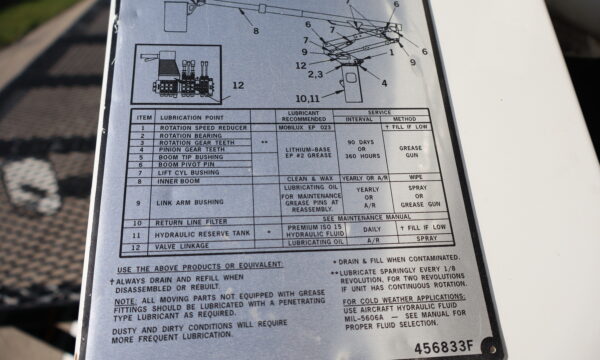 8
6
6
7
7
6
8
9
1
12
9
2,3
4
12
10,11
ITEM LUBRICATION POINT LUBRICANT RECOMMENDED SERVICE INTERVAL METHOD
1 ROTATION SPEED REDUCER MOBILUX EP 023 † FILL IF LOW
2 ROTATION BEARING
3 ROTATION GEAR TEETH **
4 PINION GEAR TEETH
5 BOOM TIP BUSHING
6 BOOM PIVOT PIN
7 LIFT CYL BUSHING
LITHIUM-BASE
EP #2 GREASE
90 DAYS
OR
360 HOURS
GREASE
GUN
8 INNER BOOM CLEAN & WAX YEARLY OR A/R WIPE
9 LINK ARM BUSHING
LUBRICATING OIL
FOR MAINTENANCE
GREASE PINS AT
REASSEMBLY.
YEARLY
OR
A/R
SPRAY
OR
GREASE GUN
10 RETURN LINE FILTER SEE MAINTENANCE MANUAL
11 HYDRAULIC RESERVE TANK * PREMIUM ISO 15 HYDRAULIC FLUID DAILY † FILL IF LOW
12 VALVE LINKAGE LUBRICATING OIL A/R SPRAY
USE THE ABOVE PRODUCTS OR EQUIVALENT:
†ALWAYS DRAIN AND REFILL WHEN
DISASSEMBLED OR REBUILT.
NOTE: ALL MOVING PARTS NOT EQUIPPED WITH GREASE
FITTINGS SHOULD BE LUBRICATED WITH A PENETRATING
TYPE LUBRICANT AS REQUIRED.
DUSTY AND DIRTY CONDITIONS WILL REQUIRE
MORE FREQUENT LUBRICATION.
* DRAIN & FILL WHEN CONTAMINATED.
**LUBRICATE SPARINGLY EVERY 1/8
REVOLUTION, FOR TWO REVOLUTIONS
IF UNIT HAS CONTINUOUS ROTATION.
FOR COLD WEATHER APPLICATIONS:
USE AIRCRAFT HYDRAULIC FLUID
MIL-5606A — SEE MANUAL FOR
PROPER FLUID SELECTION.
456833F